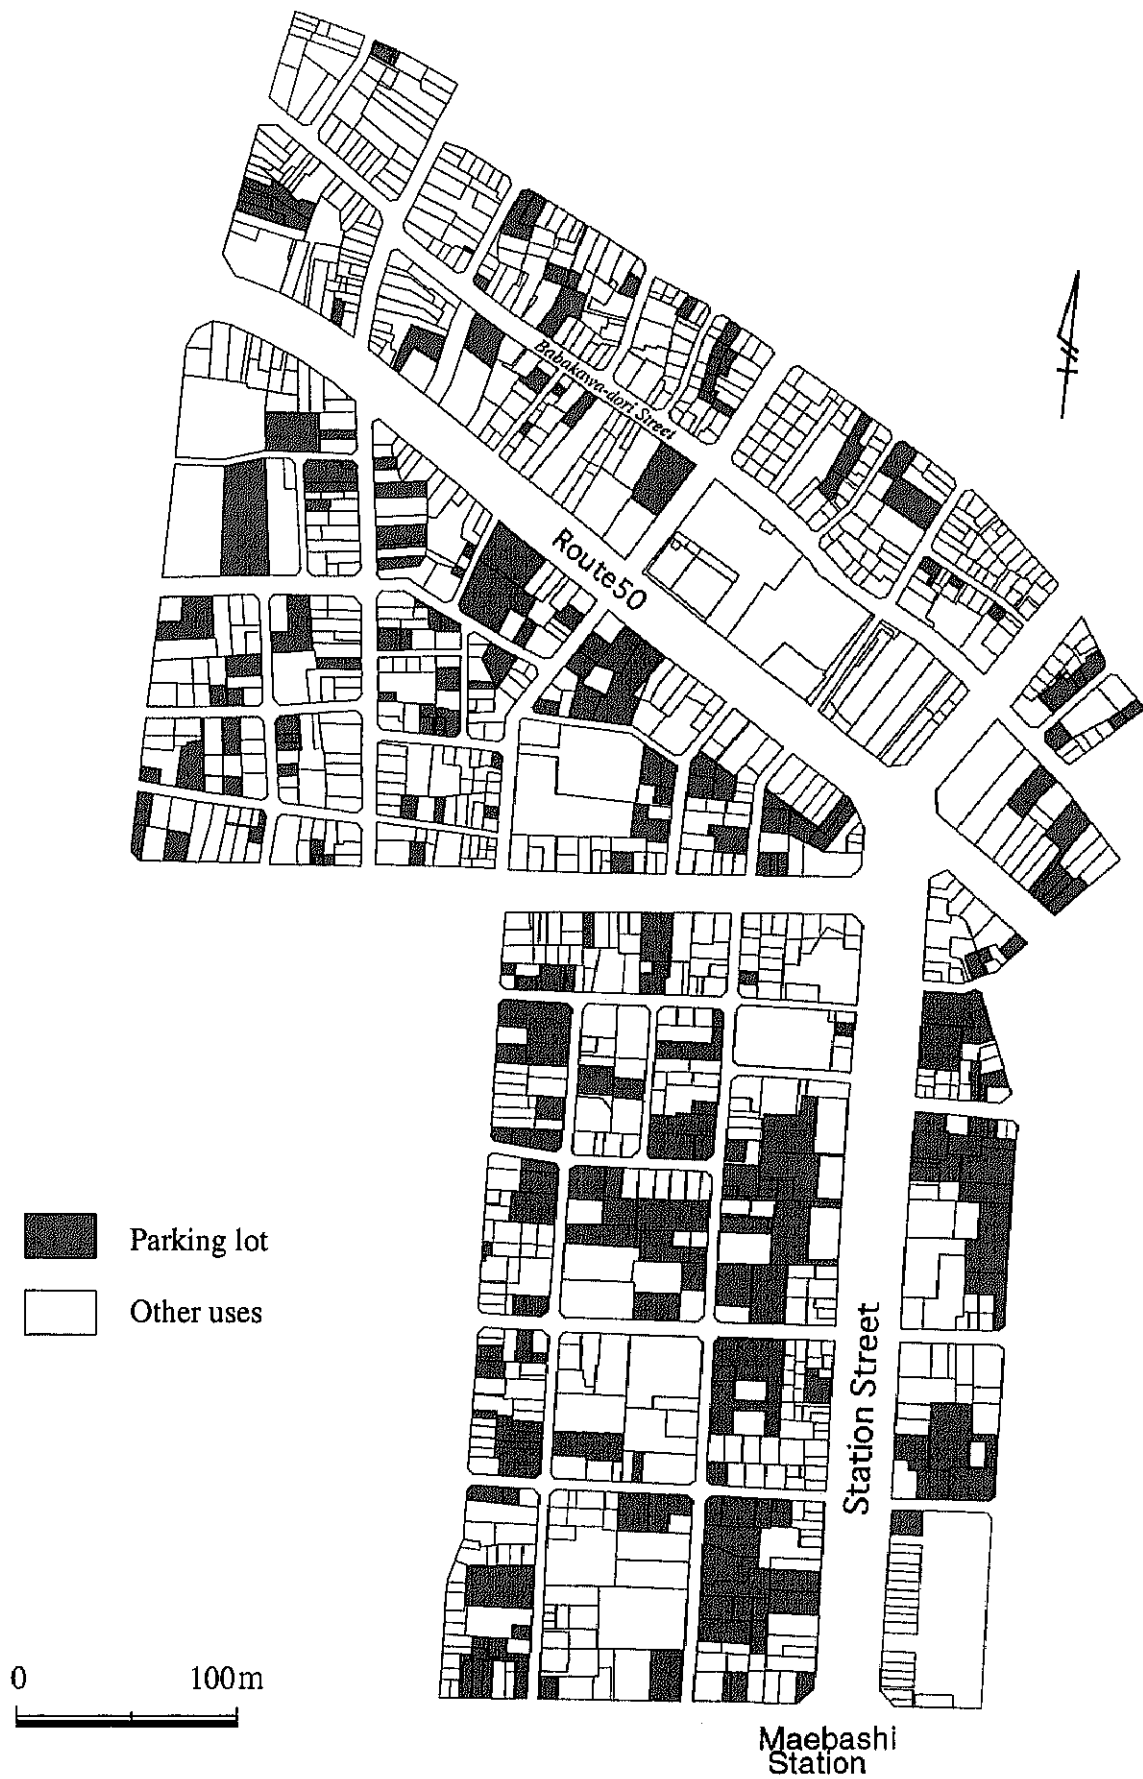 Babakawa-dori Street
Route50
Parking lot
Other uses
Station Street
0 100m
Maebashi
Station